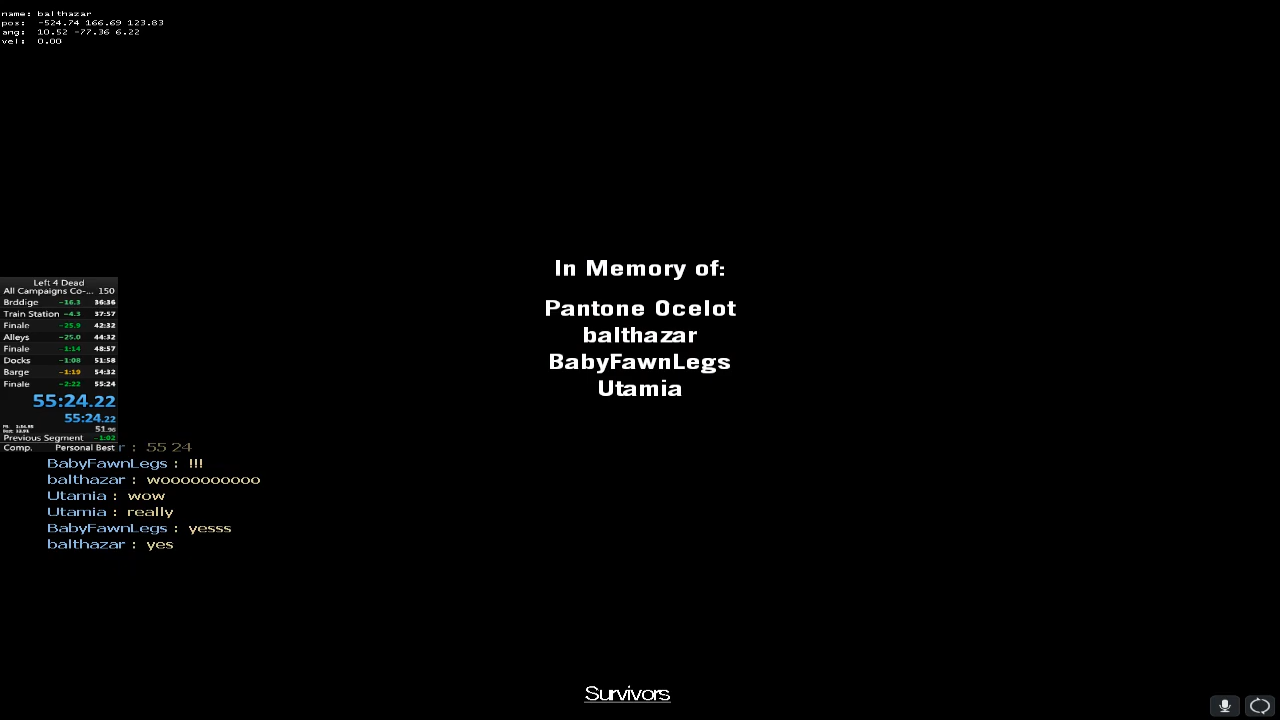 name: balthazar
pos: -524.74 166.69 123.83
ang: 10.52 -77.36 6.22
vel: 0.00
In Memory of:
Pantone Ocelot
balthazar
BabyFawnLegs
Utamia
Left 4 Dead
All Campaigns Co-... 150
Brddige -16.3 36:36
Train Station -4.3 37:57
Finale -25.9 42:32
Alleys -25.0 44:32
Finale -1:14 48:57
Docks -1:08 51:58
Barge -1:19 54:32
Finale -2:22 55:24
55:24.22
55:24.22
Previous Segment -1:02
Comp. Personal Best
r : 55 24
BabyFawnLegs : !!!
balthazar : woooooooooo
Utamia : wow
Utamia : really
BabyFawnLegs : yesss
balthazar : yes
Survivors